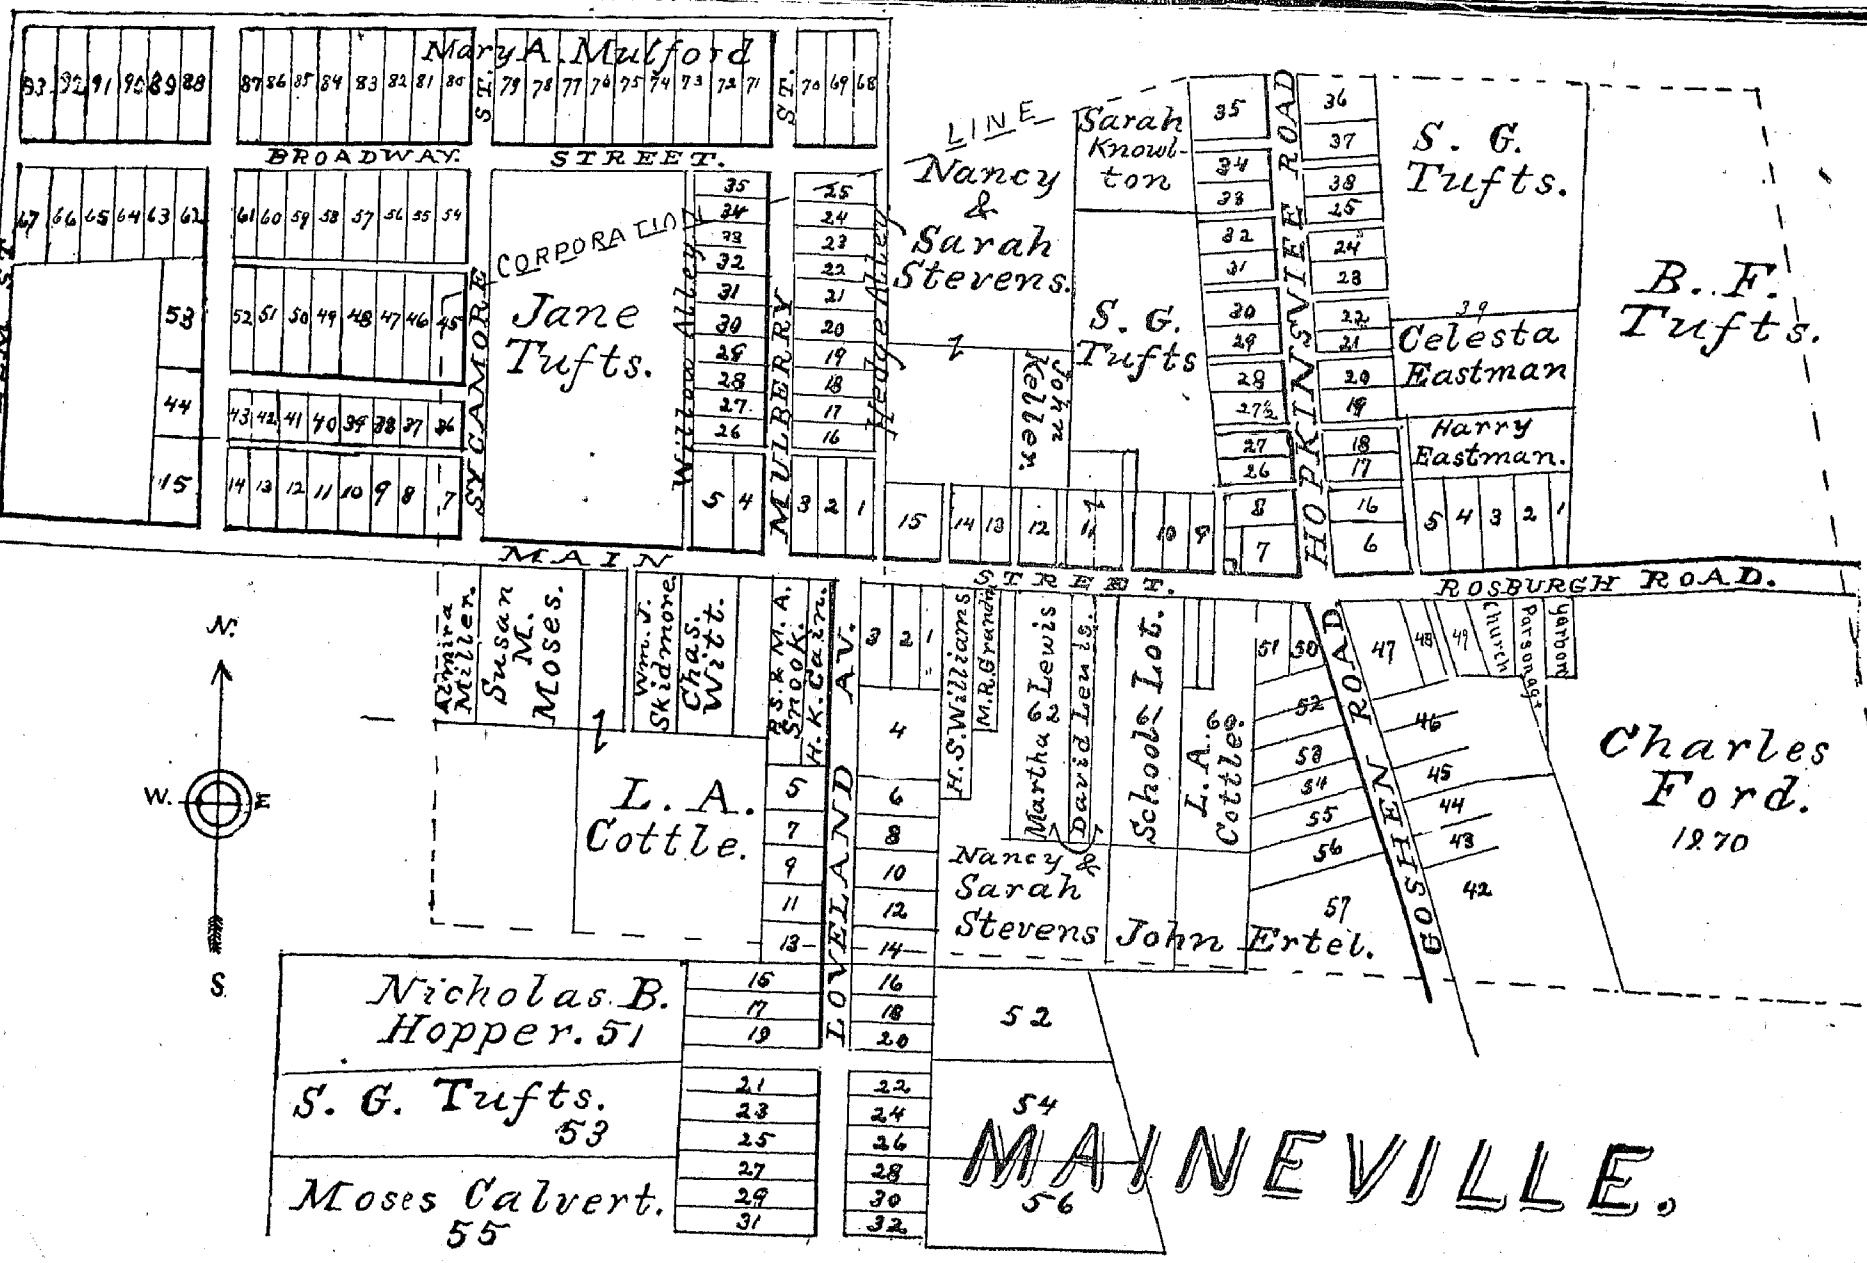 Mary A. Mulford
93 92 91 90 89 88
87 86 85 84 83 82 81 80
ST.
79 78 77 76 75 74 73 72 71
ST.
70 69 68
BROADWAY.
STREET.
67 66 65 64 63 62
61 60 59 58 57 56 55 54
53
52 51 50 49 48 47 46 45
44
43 42 41 40 39 38 37 36
15
14 13 12 11 10 9 8 7
SYCAMORE
CORPORATION
LINE
Jane
Tufts.
Willow Alley
35
34
33
32
31
30
29
28
27
26
5 4
MULBERRY
25
24
23
22
21
20
19
18
17
16
3 2 1
Hedge Alley
Nancy
&
Sarah
Stevens.
Sarah
Knowl-
ton
S. G.
Tufts
John
Keller.
15 14 13 12 11 10 9
35
34
33
32
31
30
29
28
27½
27
26
8
7
HOPKINSVILLE ROAD
36
37
38
25
24
23
22
21
20
19
18
17
16
6
S. G.
Tufts.
39
Celesta
Eastman
Harry
Eastman.
5 4 3 2 1
B. F.
Tufts.
MAIN
STREET.
ROSBURGH ROAD.
N.
W. E
S.
Almira
Miller.
Susan
M.
Moses.
Wm. J.
Skidmore
Chas.
Witt.
&
M. A.
Snook.
H. K. Cain.
L. A.
Cottle.
5
7
9
11
13
LOVELAND AV.
3 2 1
4
6
8
10
12
14
H. S. Williams
M. R. Grandin
Martha Lewis
62
David Lewis.
School Lot.
61
L. A.
Cottle.
60
Nancy &
Sarah
Stevens
John Ertel.
51 50
52
53
54
55
56
57
GOSHEN ROAD
47 48 49
46
45
44
43
42
Church
Parsonage
Charles
Ford.
1270
Nicholas B.
Hopper. 51
S. G. Tufts.
53
Moses Calvert.
55
15
17
19
21
23
25
27
29
31
16
18
20
22
24
26
28
30
32
52
54
56
MAINEVILLE.